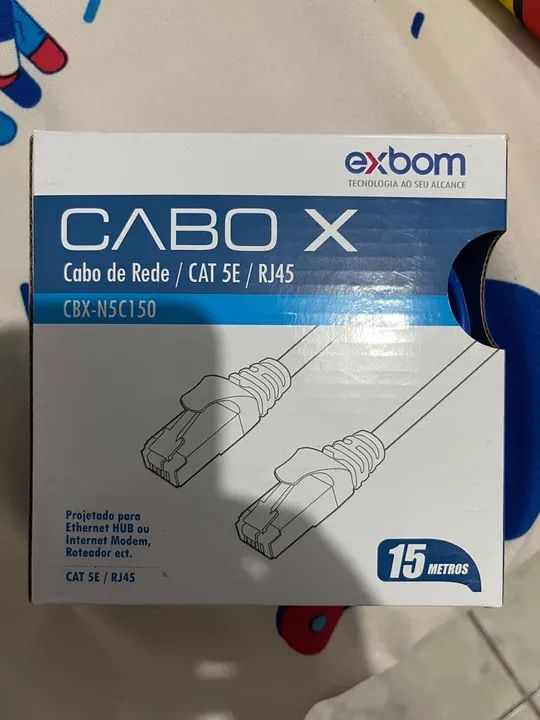 exbom
TECNOLOGIA AO SEU ALCANCE
CABO X
Cabo de Rede / CAT 5E / RJ45
CBX-N5C150
Projetado para
Ethernet HUB ou
Internet Modem,
Roteador ect.
CAT 5E / RJ45
15 METROS